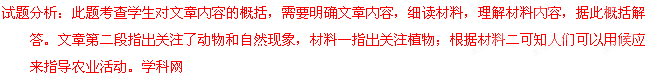 试题分析：此题考查学生对文章内容的概括，需要明确文章内容，细读材料，理解材料内容，据此概括解
答。文章第二段指出关注了动物和自然现象，材料一指出关注植物；根据材料二可知人们可以用候应
来指导农业活动。学科网